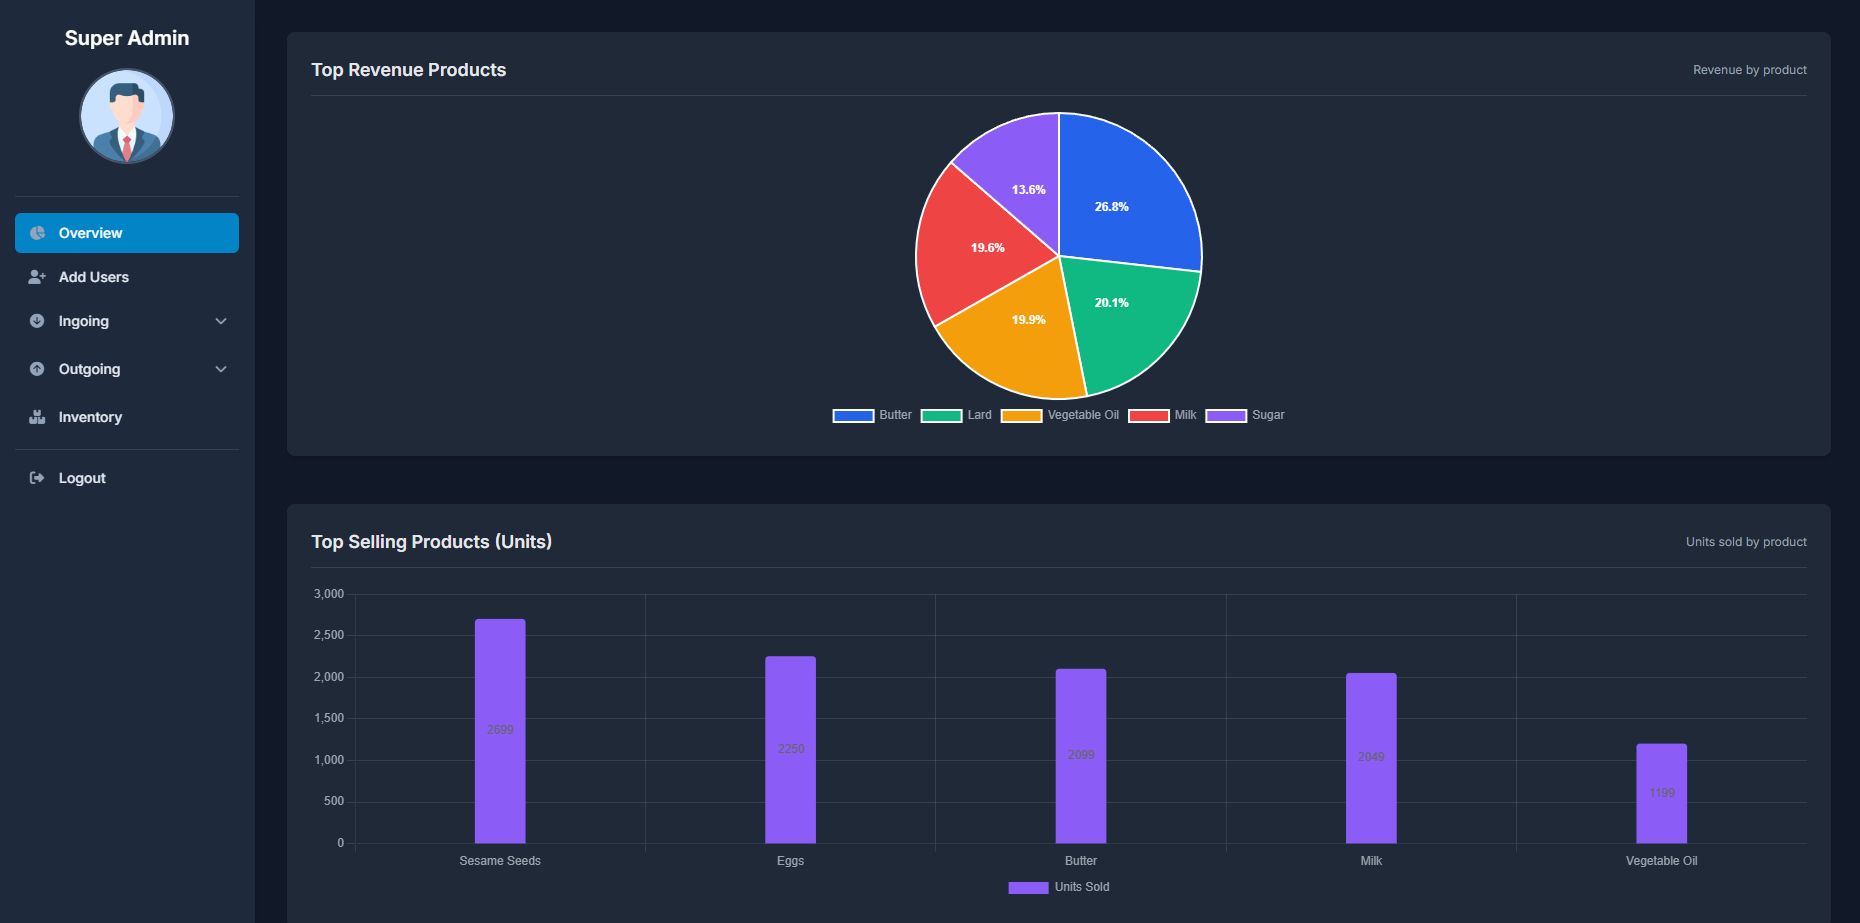 Super Admin
Overview
Add Users
Ingoing
Outgoing
Inventory
Logout
Top Revenue Products
Revenue by product
26.8%
20.1%
19.9%
19.6%
13.6%
Butter
Lard
Vegetable Oil
Milk
Sugar
Top Selling Products (Units)
Units sold by product
3,000
2,500
2,000
1,500
1,000
500
0
2699
2250
2099
2049
1199
Sesame Seeds
Eggs
Butter
Milk
Vegetable Oil
Units Sold